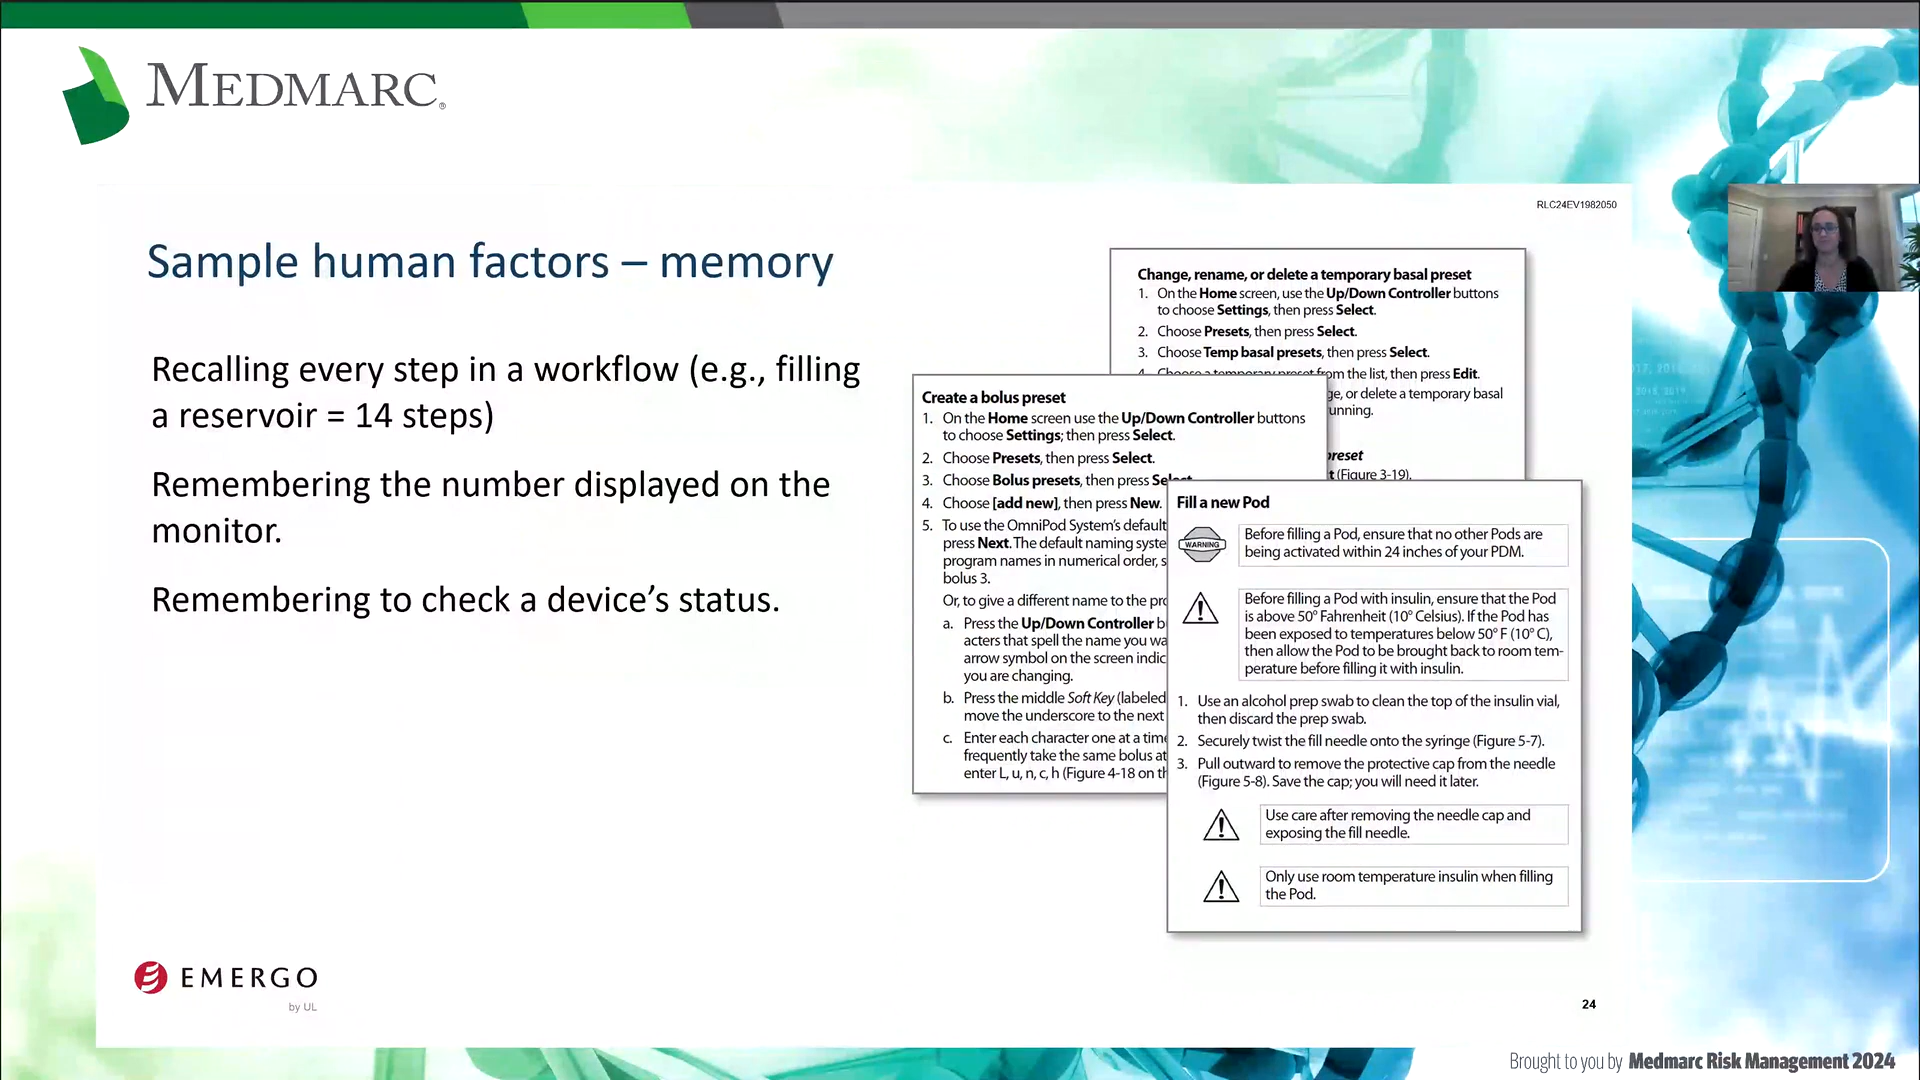 MEDMARC®
RLC24EV1982050
Sample human factors – memory
Recalling every step in a workflow (e.g., filling
a reservoir = 14 steps)
Remembering the number displayed on the
monitor.
Remembering to check a device's status.
Change, rename, or delete a temporary basal preset
1. On the Home screen, use the Up/Down Controller buttons
to choose Settings, then press Select.
2. Choose Presets, then press Select.
3. Choose Temp basal presets, then press Select.
4. Choose a temporary preset from the list, then press Edit.
ge, or delete a temporary basal
unning.
preset
t (Figure 3-19).
Create a bolus preset
1. On the Home screen use the Up/Down Controller buttons
to choose Settings; then press Select.
2. Choose Presets, then press Select.
3. Choose Bolus presets, then press Select.
4. Choose [add new], then press New.
5. To use the OmniPod System's default
press Next. The default naming syste
program names in numerical order, s
bolus 3.
Or, to give a different name to the pro
a. Press the Up/Down Controller b
acters that spell the name you wa
arrow symbol on the screen indic
you are changing.
b. Press the middle Soft Key (labeled
move the underscore to the next
c. Enter each character one at a time
frequently take the same bolus at
enter L, u, n, c, h (Figure 4-18 on th
Fill a new Pod
WARNING
Before filling a Pod, ensure that no other Pods are
being activated within 24 inches of your PDM.
Before filling a Pod with insulin, ensure that the Pod
is above 50° Fahrenheit (10° Celsius). If the Pod has
been exposed to temperatures below 50° F (10° C),
then allow the Pod to be brought back to room tem-
perature before filling it with insulin.
1. Use an alcohol prep swab to clean the top of the insulin vial,
then discard the prep swab.
2. Securely twist the fill needle onto the syringe (Figure 5-7).
3. Pull outward to remove the protective cap from the needle
(Figure 5-8). Save the cap; you will need it later.
Use care after removing the needle cap and
exposing the fill needle.
Only use room temperature insulin when filling
the Pod.
EMERGO
by UL
24
Brought to you by Medmarc Risk Management 2024